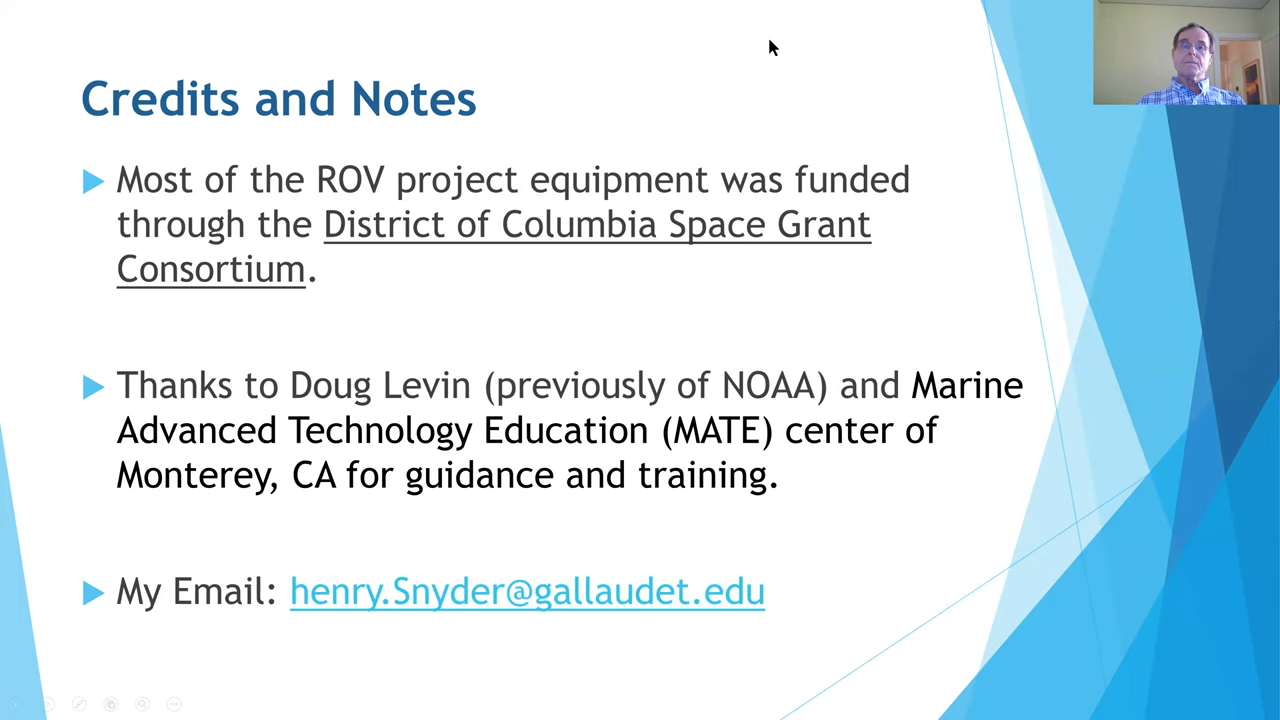 Credits and Notes
Most of the ROV project equipment was funded
through the District of Columbia Space Grant
Consortium.
Thanks to Doug Levin (previously of NOAA) and Marine
Advanced Technology Education (MATE) center of
Monterey, CA for guidance and training.
My Email: henry.Snyder@gallaudet.edu